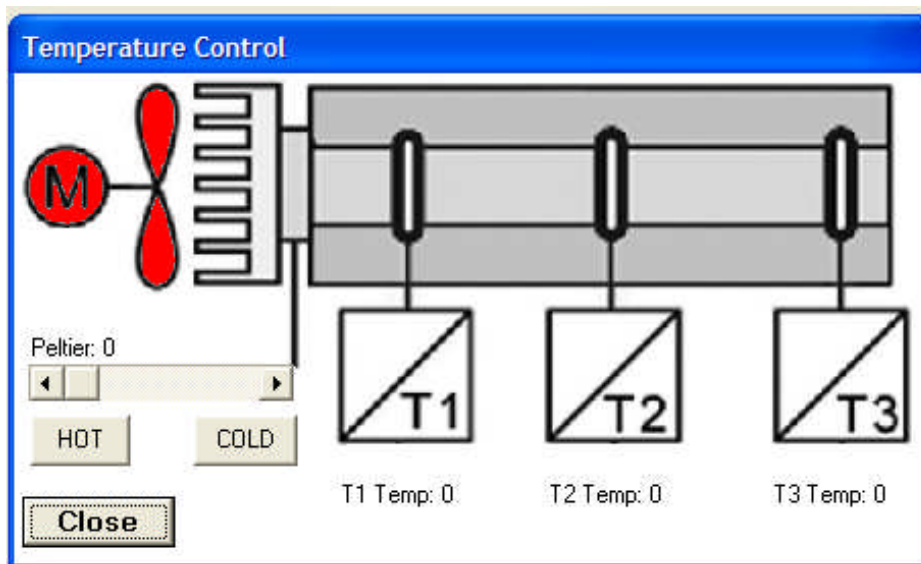 Temperature Control
M
Peltier: 0
HOT
COLD
T1
T2
T3
T1 Temp: 0
T2 Temp: 0
T3 Temp: 0
Close